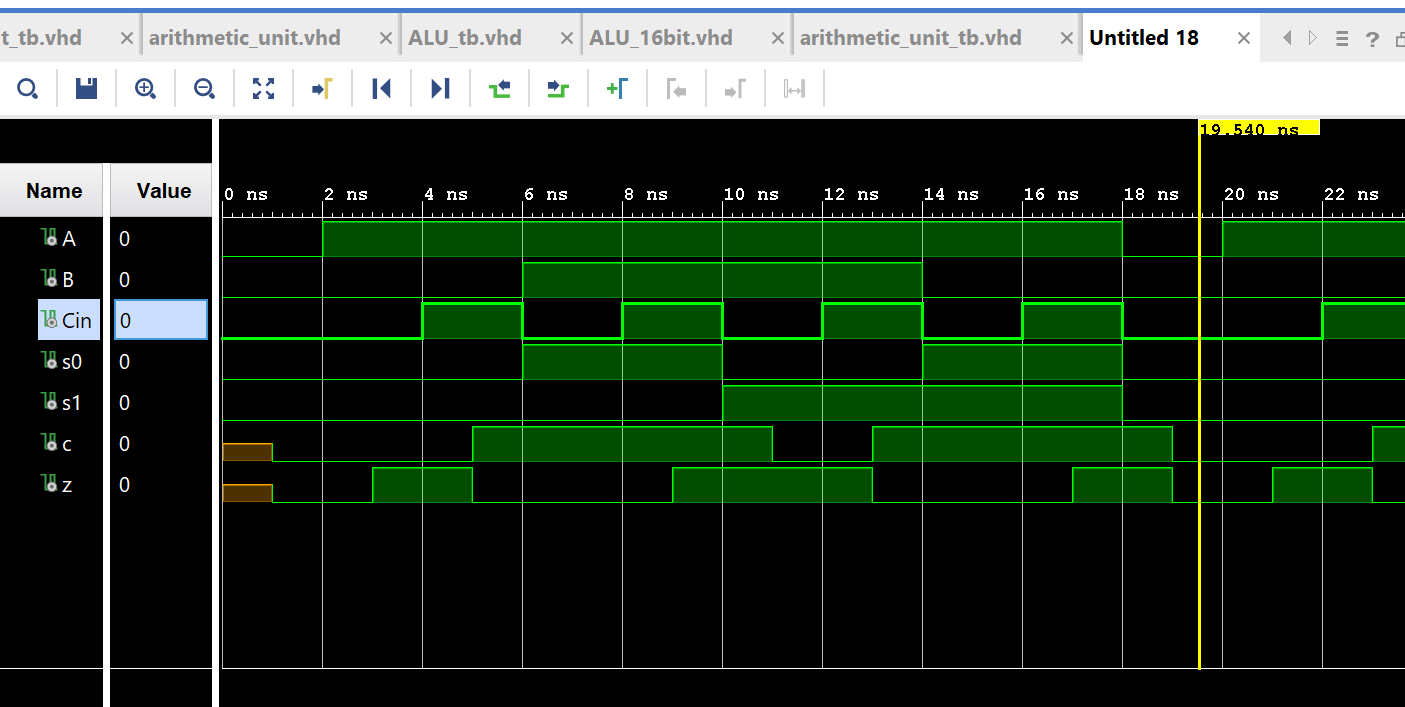 t_tb.vhd arithmetic_unit.vhd ALU_tb.vhd ALU_16bit.vhd arithmetic_unit_tb.vhd Untitled 18
19.540 ns
Name Value
0 ns 2 ns 4 ns 6 ns 8 ns 10 ns 12 ns 14 ns 16 ns 18 ns 20 ns 22 ns
A 0
B 0
Cin 0
s0 0
s1 0
c 0
z 0